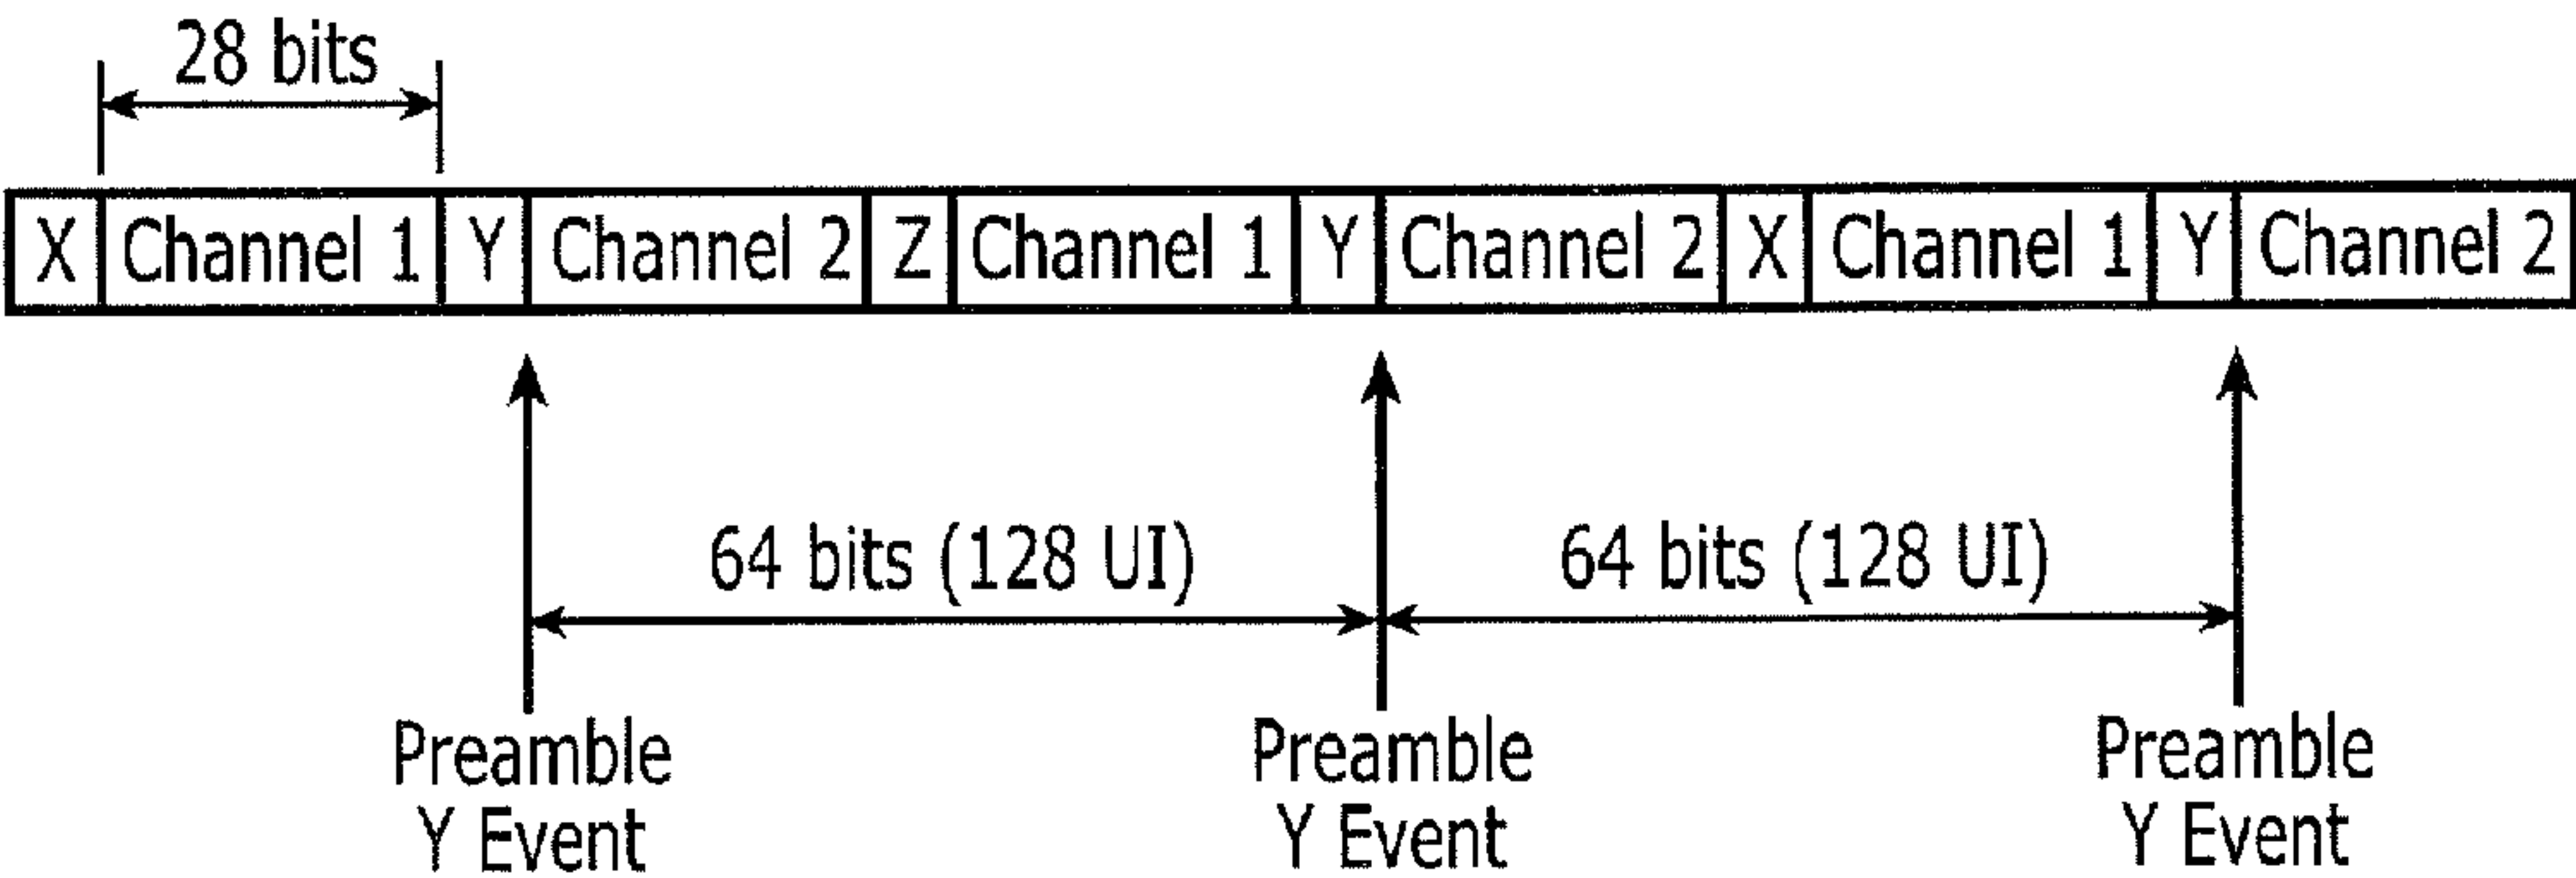 28 bits
X Channel 1 Y Channel 2 Z Channel 1 Y Channel 2 X Channel 1 Y Channel 2
64 bits (128 UI) 64 bits (128 UI)
Preamble Preamble Preamble
Y Event Y Event Y Event